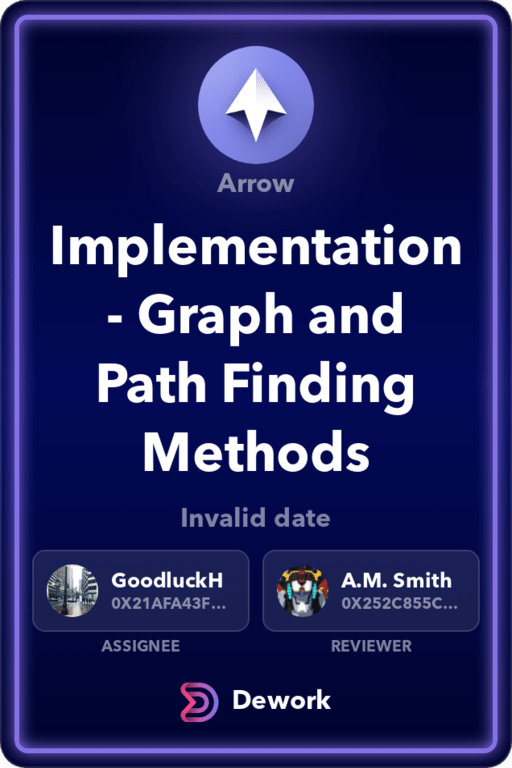 Arrow
Implementation
- Graph and
Path Finding
Methods
Invalid date
GoodluckH
0X21AFA43F...
A.M. Smith
0X252C855C...
ASSIGNEE
REVIEWER
Dework